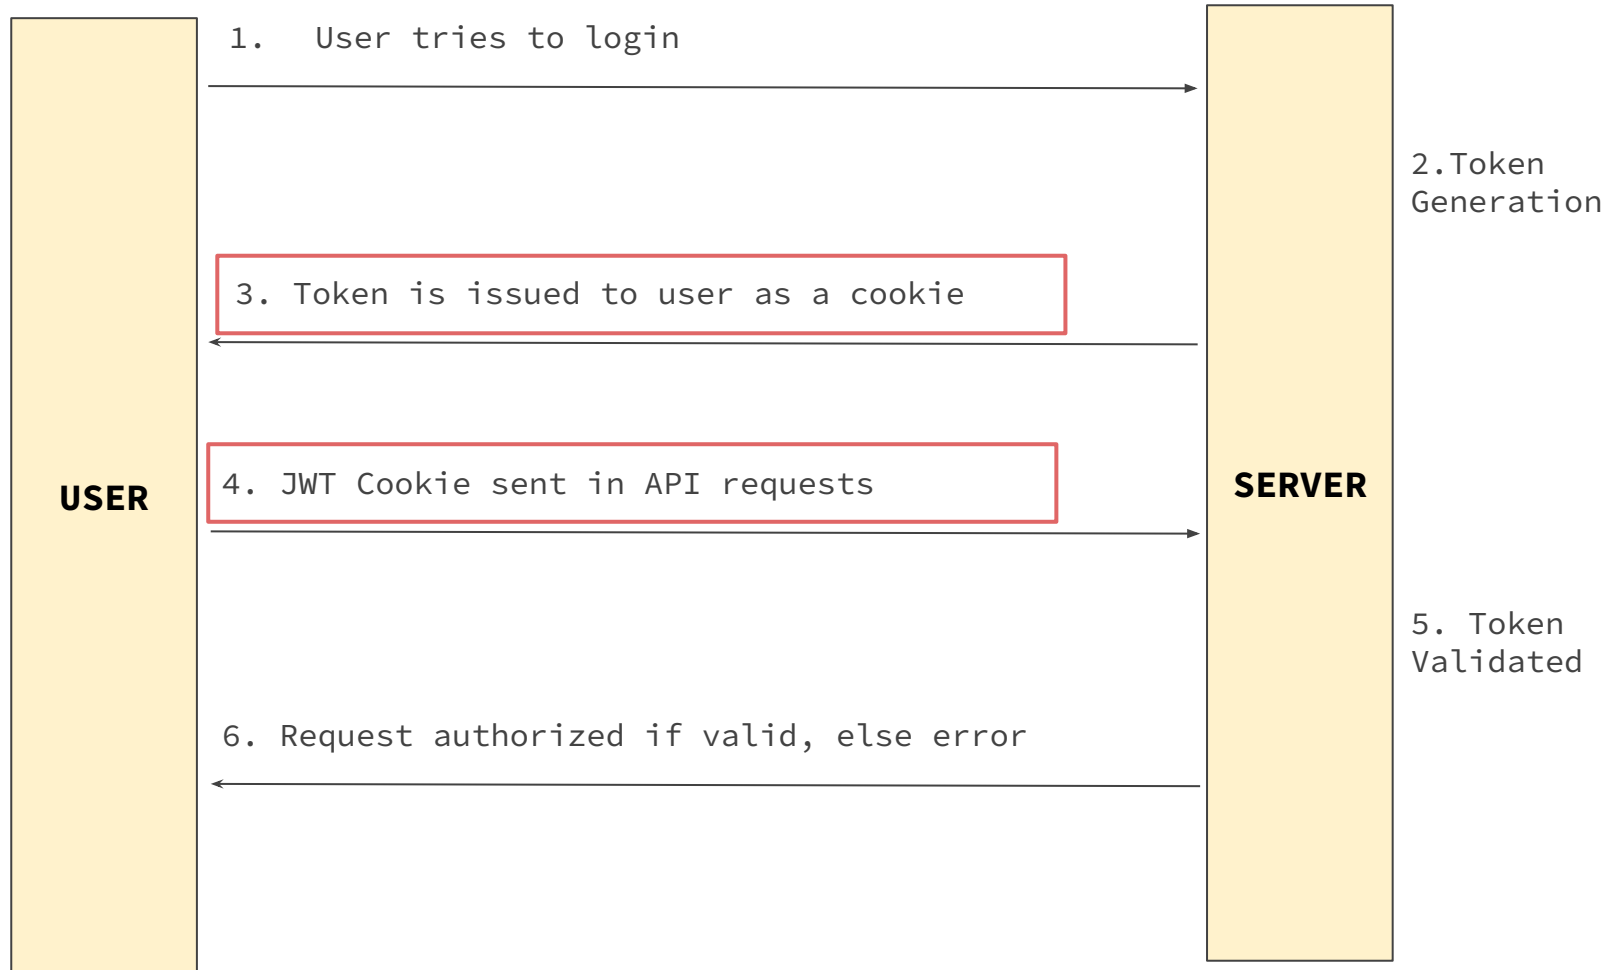 1. User tries to login
2.Token
Generation
3. Token is issued to user as a cookie
4. JWT Cookie sent in API requests
USER
SERVER
5. Token
Validated
6. Request authorized if valid, else error